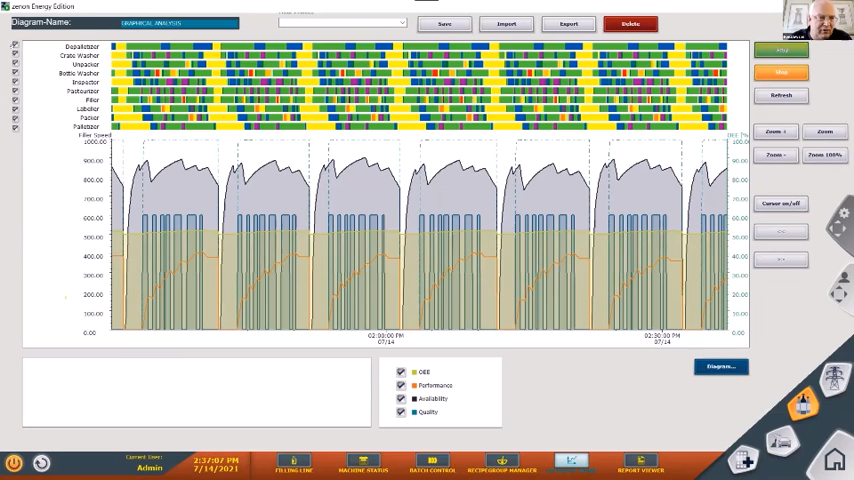 zenon Energy Edition
Diagram-Name:
GRAPHICAL ANALYSIS
Save
Import
Export
Delete
Depalletizer
Crate Washer
Unpacker
Bottle Washer
Inspector
Pasteurizer
Filler
Labeller
Packer
Palletizer
Filler Speed
1000.00
900.00
800.00
700.00
600.00
500.00
400.00
300.00
200.00
100.00
0.00
OEE [%
100.0
90.00
80.00
70.00
60.00
50.00
40.00
30.00
20.00
10.00
0.00
02:00:00 PM
07/14
02:30:00 PM
07/14
Stop
Refresh
Zoom +
Zoom
Zoom -
Zoom 100%
Cursor on/off
<<
>>
OEE
Performance
Availability
Quality
Diagram...
Current User:
Admin
2:37:07 PM
7/14/2021
FILLING LINE
MACHINE STATUS
BATCH CONTROL
RECIPEGROUP MANAGER
REPORT VIEWER